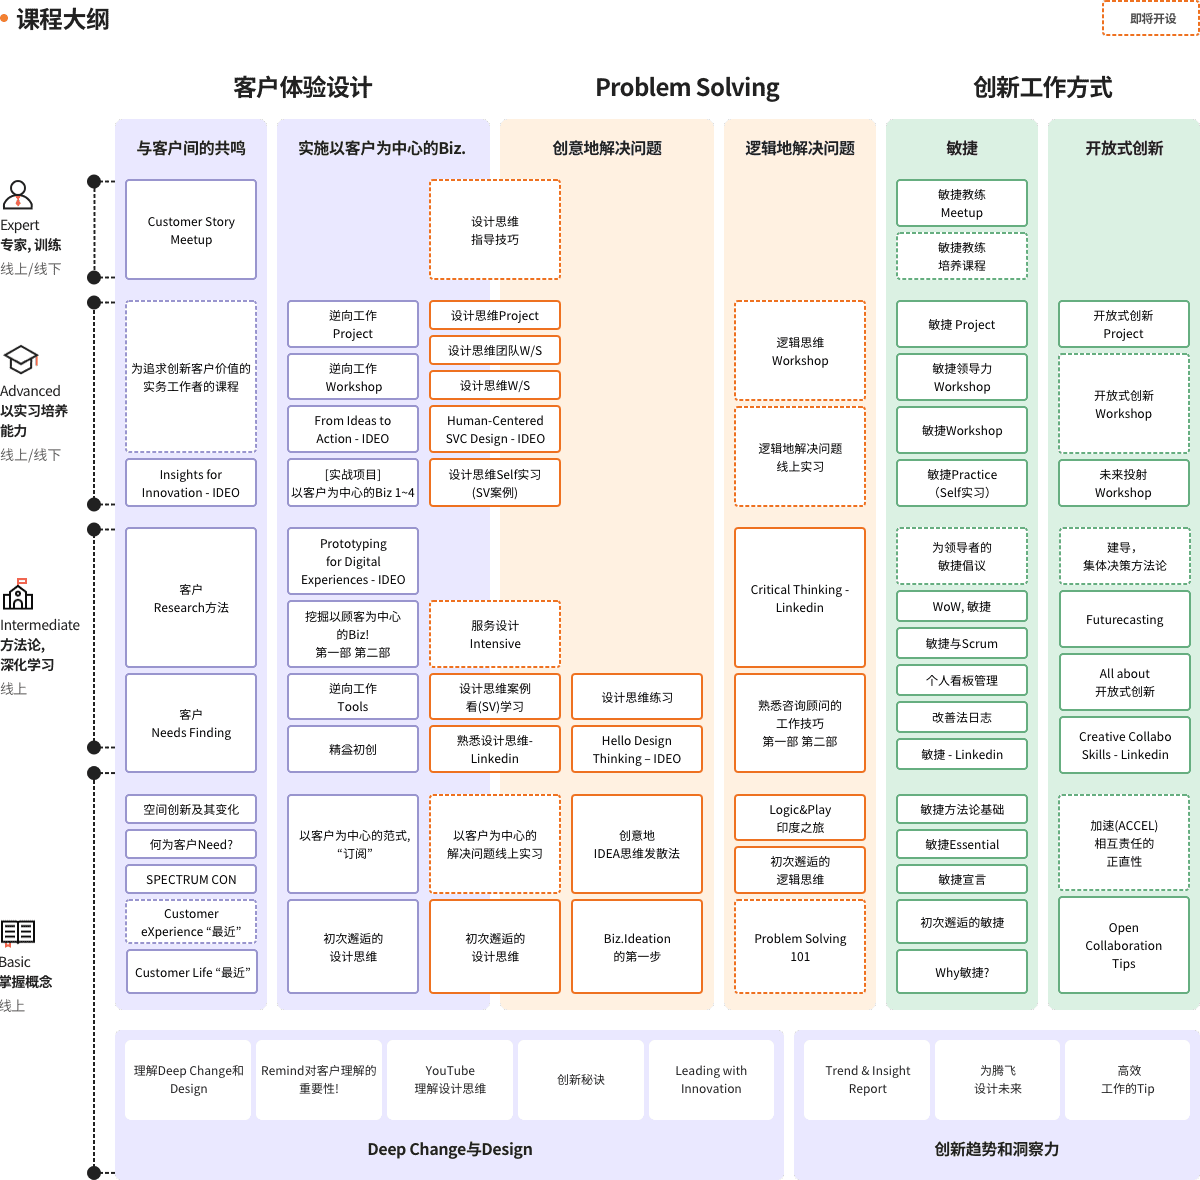 课程大纲
即将开设
客户体验设计
Problem Solving
创新工作方式
与客户间的共鸣
实施以客户为中心的Biz.
创意地解决问题
逻辑地解决问题
敏捷
开放式创新
Expert
专家, 训练
线上/线下
Customer Story
Meetup
设计思维
指导技巧
敏捷教练
Meetup
敏捷教练
培养课程
Advanced
以实习培养
能力
线上/线下
为追求创新客户价值的
实务工作者的课程
Insights for
Innovation - IDEO
逆向工作
Project
逆向工作
Workshop
From Ideas to
Action - IDEO
[实战项目]
以客户为中心的Biz 1~4
设计思维Project
设计思维团队W/S
设计思维W/S
Human-Centered
SVC Design - IDEO
设计思维Self实习
(SV案例)
逻辑思维
Workshop
逻辑地解决问题
线上实习
敏捷 Project
敏捷领导力
Workshop
敏捷Workshop
敏捷Practice
(Self实习)
开放式创新
Project
开放式创新
Workshop
未来投射
Workshop
Intermediate
方法论,
深化学习
线上
客户
Research方法
客户
Needs Finding
Prototyping
for Digital
Experiences - IDEO
挖掘以顾客为中心
的Biz!
第一部 第二部
逆向工作
Tools
精益初创
服务设计
Intensive
设计思维案例
看(SV)学习
熟悉设计思维-
Linkedin
设计思维练习
Hello Design
Thinking – IDEO
Critical Thinking -
Linkedin
熟悉咨询顾问的
工作技巧
第一部 第二部
为领导者的
敏捷倡议
WoW, 敏捷
敏捷与Scrum
个人看板管理
改善法日志
敏捷 - Linkedin
建导，
集体决策方法论
Futurecasting
All about
开放式创新
Creative Collabo
Skills - Linkedin
Basic
掌握概念
线上
空间创新及其变化
何为客户Need?
SPECTRUM CON
Customer
eXperience “最近”
Customer Life “最近”
以客户为中心的范式,
“订阅”
初次邂逅的
设计思维
以客户为中心的
解决问题线上实习
初次邂逅的
设计思维
创意地
IDEA思维发散法
Biz.Ideation
的第一步
Logic&Play
印度之旅
初次邂逅的
逻辑思维
Problem Solving
101
敏捷方法论基础
敏捷Essential
敏捷宣言
初次邂逅的敏捷
Why敏捷?
加速(ACCEL)
相互责任的
正直性
Open
Collaboration
Tips
理解Deep Change和
Design
Remind对客户理解的
重要性!
YouTube
理解设计思维
创新秘诀
Leading with
Innovation
Deep Change与Design
Trend & Insight
Report
为腾飞
设计未来
高效
工作的Tip
创新趋势和洞察力